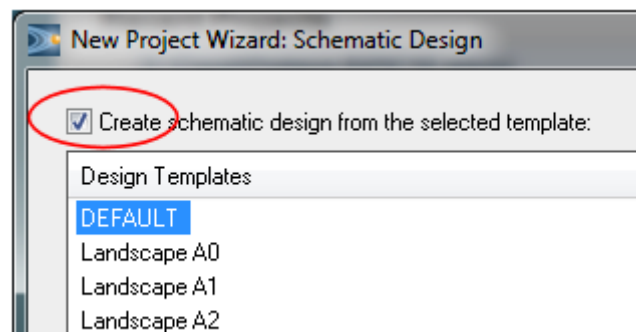 New Project Wizard: Schematic Design
Create schematic design from the selected template:
Design Templates
DEFAULT
Landscape A0
Landscape A1
Landscape A2